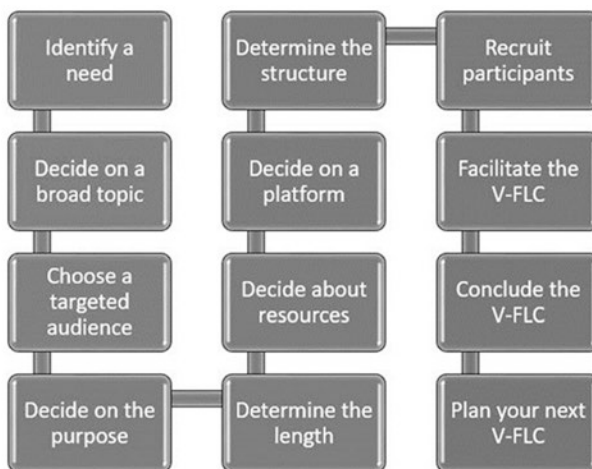 Identify a
need
Decide on a
broad topic
Choose a
targeted
audience
Decide on the
purpose
Determine the
length
Decide about
resources
Decide on a
platform
Determine the
structure
Recruit
participants
Facilitate the
V-FLC
Conclude the
V-FLC
Plan your next
V-FLC